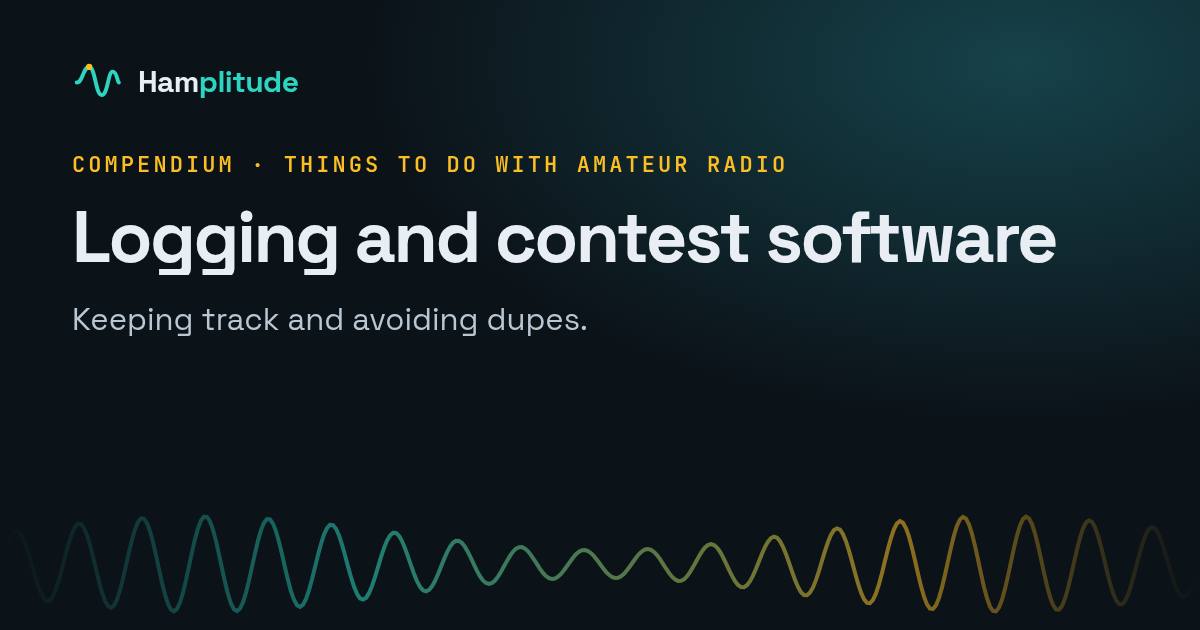 Hamplitude
COMPENDIUM · THINGS TO DO WITH AMATEUR RADIO
Logging and contest software
Keeping track and avoiding dupes.